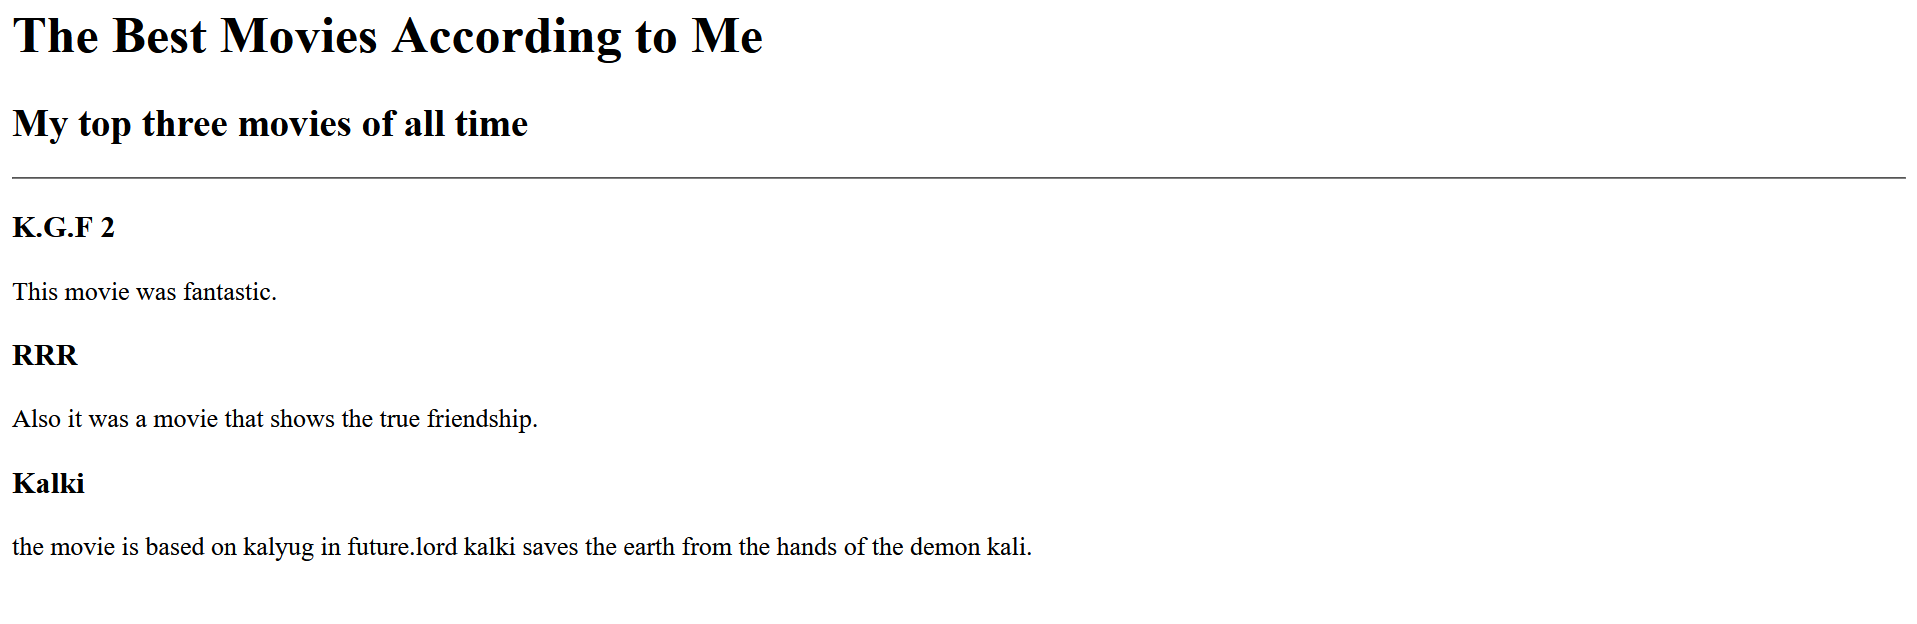 The Best Movies According to Me
My top three movies of all time
K.G.F 2
This movie was fantastic.
RRR
Also it was a movie that shows the true friendship.
Kalki
the movie is based on kalyug in future.lord kalki saves the earth from the hands of the demon kali.